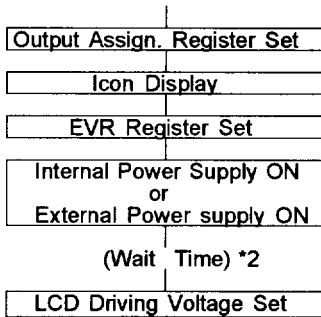 Output Assign. Register Set
Icon Display
EVR Register Set
Internal Power Supply ON
or
External Power supply ON
(Wait Time) *2
LCD Driving Voltage Set